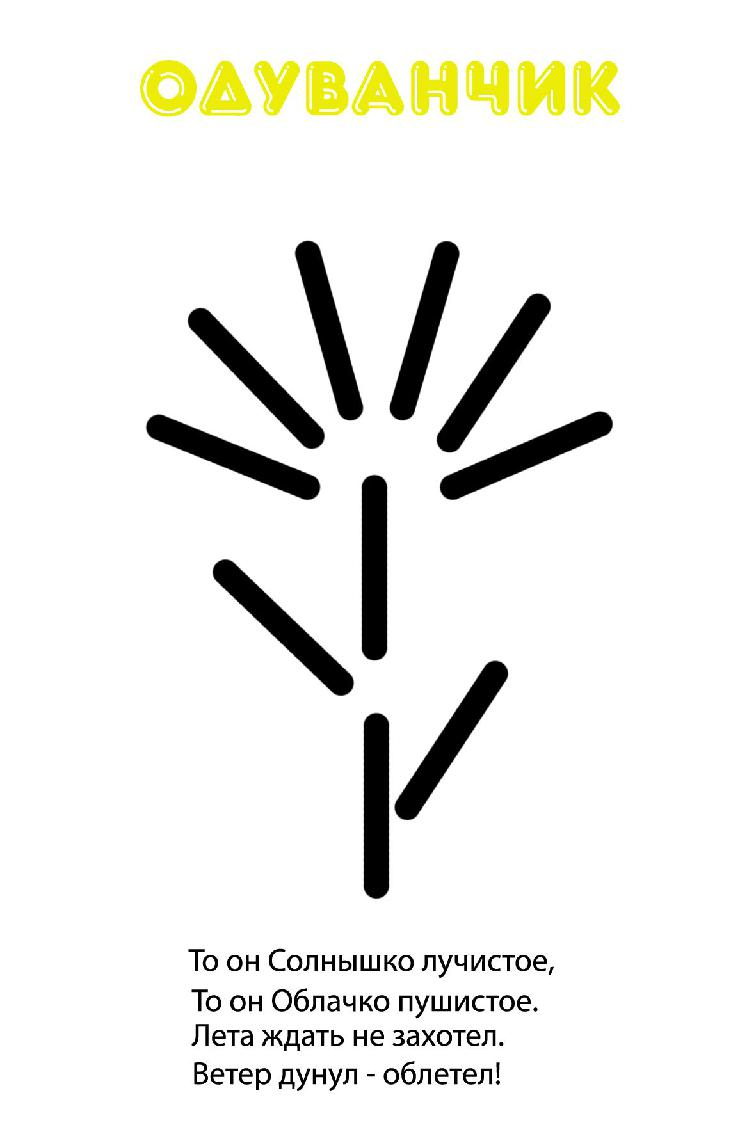 ОДУВАНЧИК
То он Солнышко лучистое,
То он Облачко пушистое.
Лета ждать не захотел.
Ветер дунул - облетел!